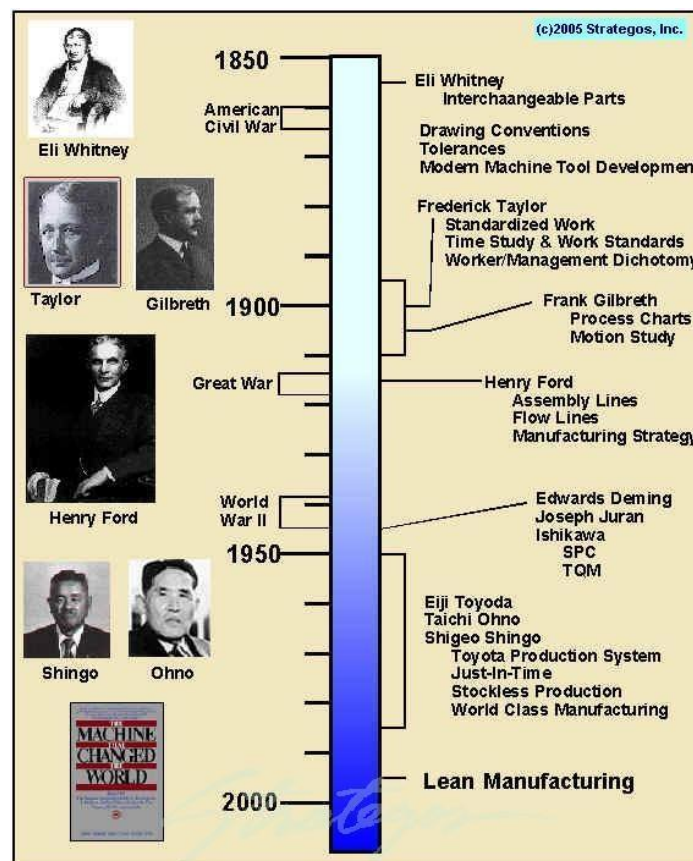 (c)2005 Strategos, Inc.
1850
Eli Whitney
Interchaangeable Parts
American
Civil War
Drawing Conventions
Tolerances
Modern Machine Tool Development
Eli Whitney
Frederick Taylor
Standardized Work
Time Study & Work Standards
Worker/Management Dichotomy
Taylor
Gilbreth
1900
Frank Gilbreth
Process Charts
Motion Study
Great War
Henry Ford
Assembly Lines
Flow Lines
Manufacturing Strategy
World
War II
Henry Ford
Edwards Deming
Joseph Juran
Ishikawa
SPC
TQM
1950
Eiji Toyoda
Taichi Ohno
Shigeo Shingo
Toyota Production System
Just-In-Time
Stockless Production
World Class Manufacturing
Shingo
Ohno
THE
MACHINE
THAT
CHANGED
THE
WORLD
Lean Manufacturing
2000
Strategos